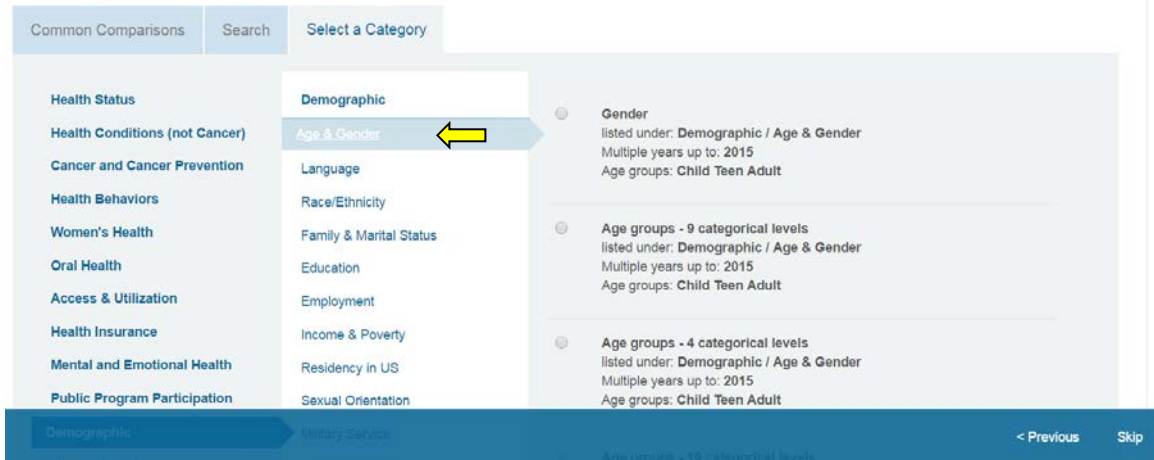 Common Comparisons
Search
Select a Category
Health Status
Health Conditions (not Cancer)
Cancer and Cancer Prevention
Health Behaviors
Women's Health
Oral Health
Access & Utilization
Health Insurance
Mental and Emotional Health
Public Program Participation
Demographic
Demographic
Age & Gender
Language
Race/Ethnicity
Family & Marital Status
Education
Employment
Income & Poverty
Residency in US
Sexual Orientation
Military Service
Gender
listed under: Demographic / Age & Gender
Multiple years up to: 2015
Age groups: Child Teen Adult
Age groups - 9 categorical levels
listed under: Demographic / Age & Gender
Multiple years up to: 2015
Age groups: Child Teen Adult
Age groups - 4 categorical levels
listed under: Demographic / Age & Gender
Multiple years up to: 2015
Age groups: Child Teen Adult
Age groups - 19 categorical levels
< Previous
Skip